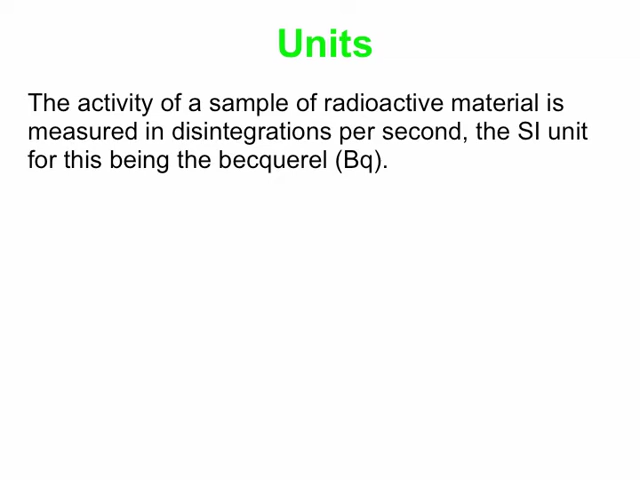 Units
The activity of a sample of radioactive material is
measured in disintegrations per second, the SI unit
for this being the becquerel (Bq).